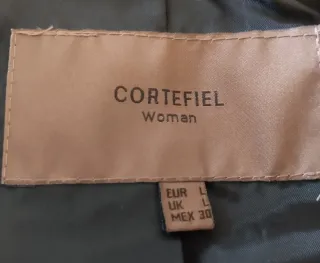 CORTEFIEL
Woman
EUR L
UK L
MEX 30